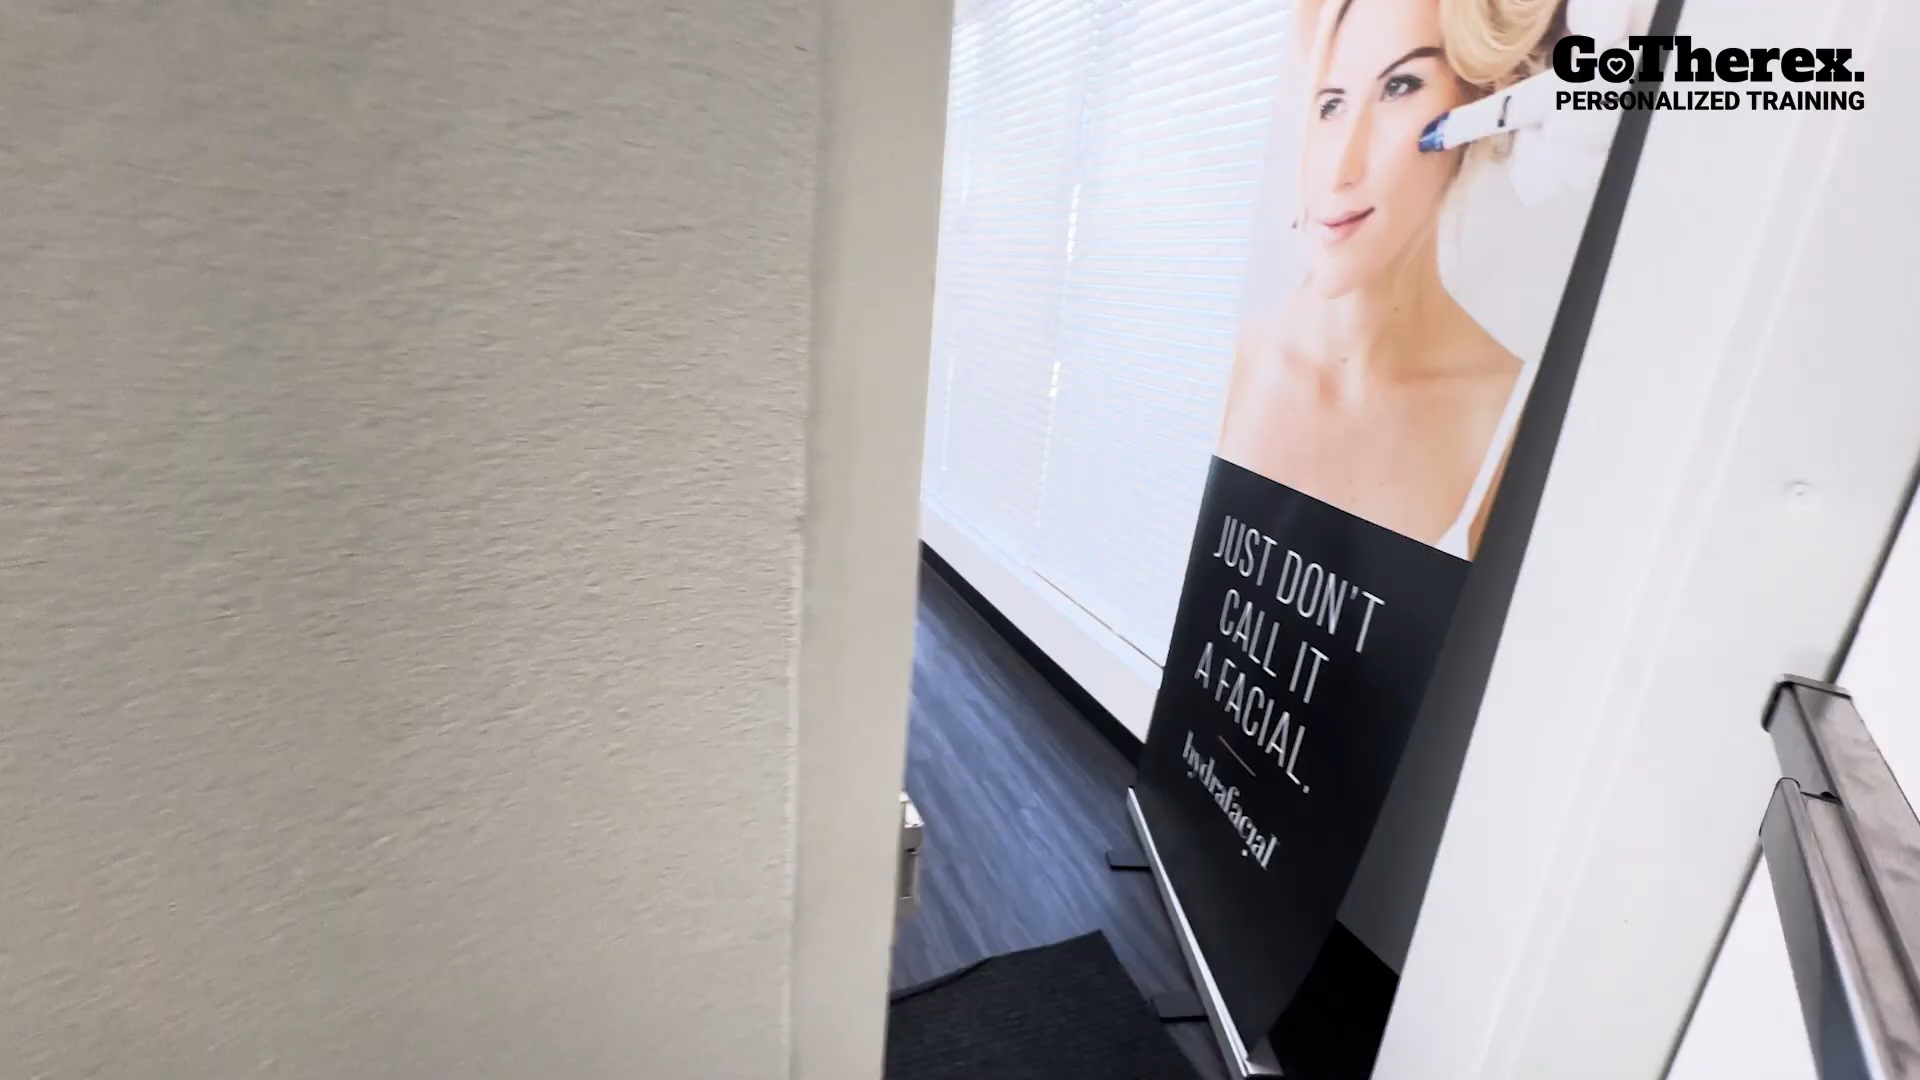 GoTherex.
PERSONALIZED TRAINING
JUST DON'T
CALL IT
A FACIAL.
hydrafacial